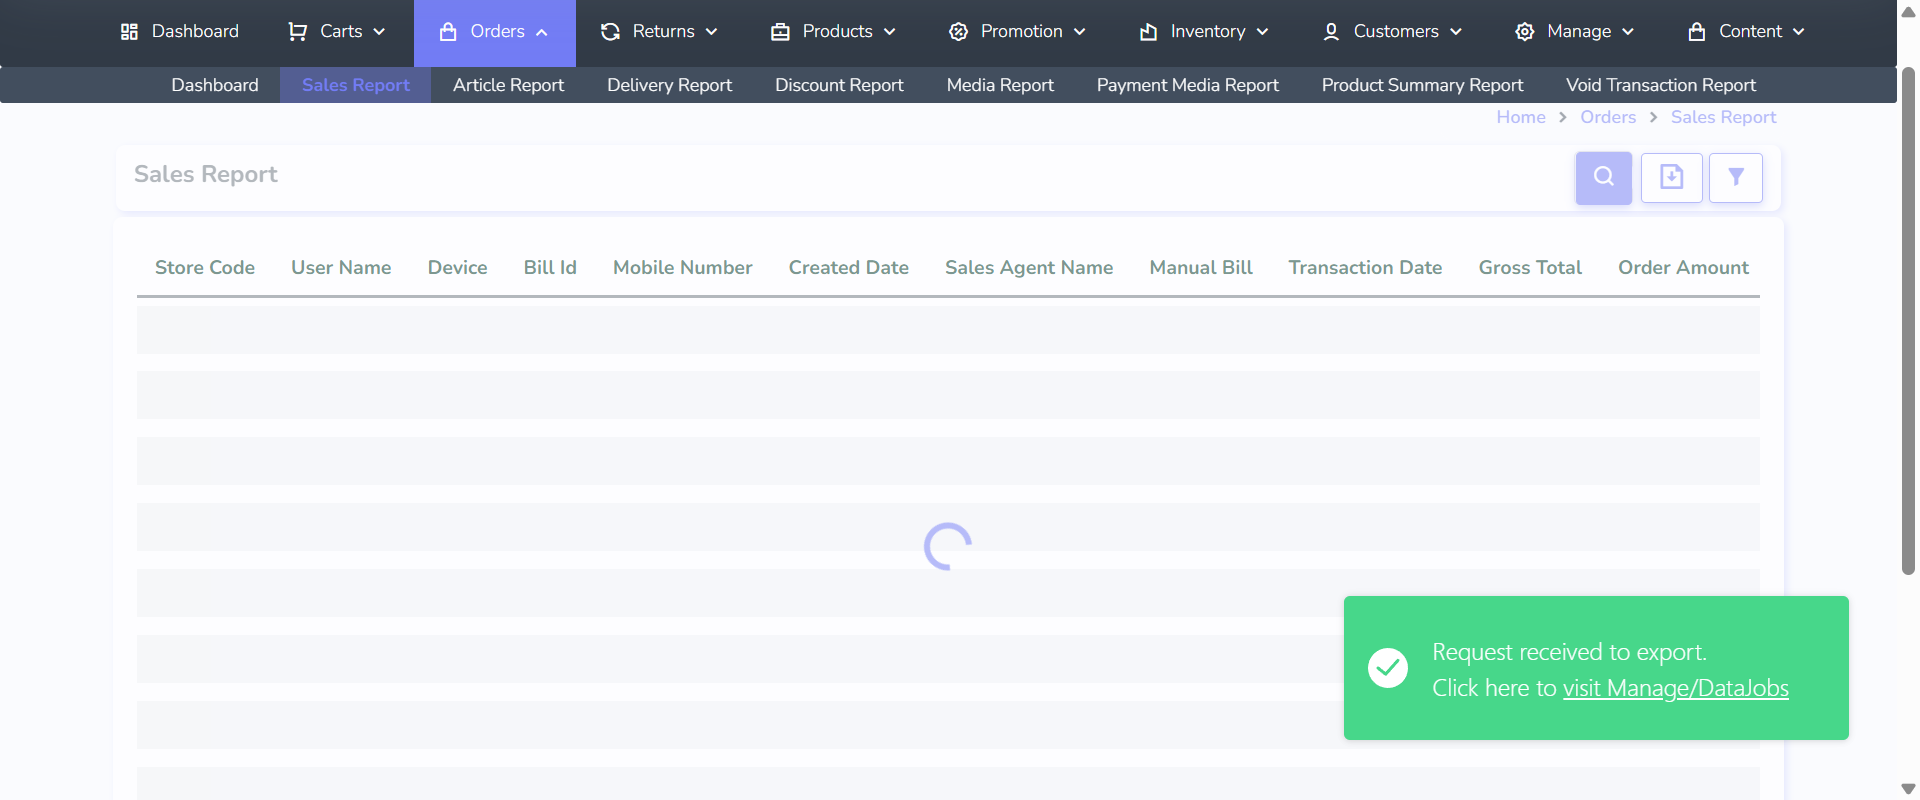 Dashboard Carts Orders Returns Products Promotion Inventory Customers Manage Content
Dashboard Sales Report Article Report Delivery Report Discount Report Media Report Payment Media Report Product Summary Report Void Transaction Report
Home > Orders > Sales Report
Sales Report
Store Code User Name Device Bill Id Mobile Number Created Date Sales Agent Name Manual Bill Transaction Date Gross Total Order Amount
Request received to export.
Click here to visit Manage/DataJobs